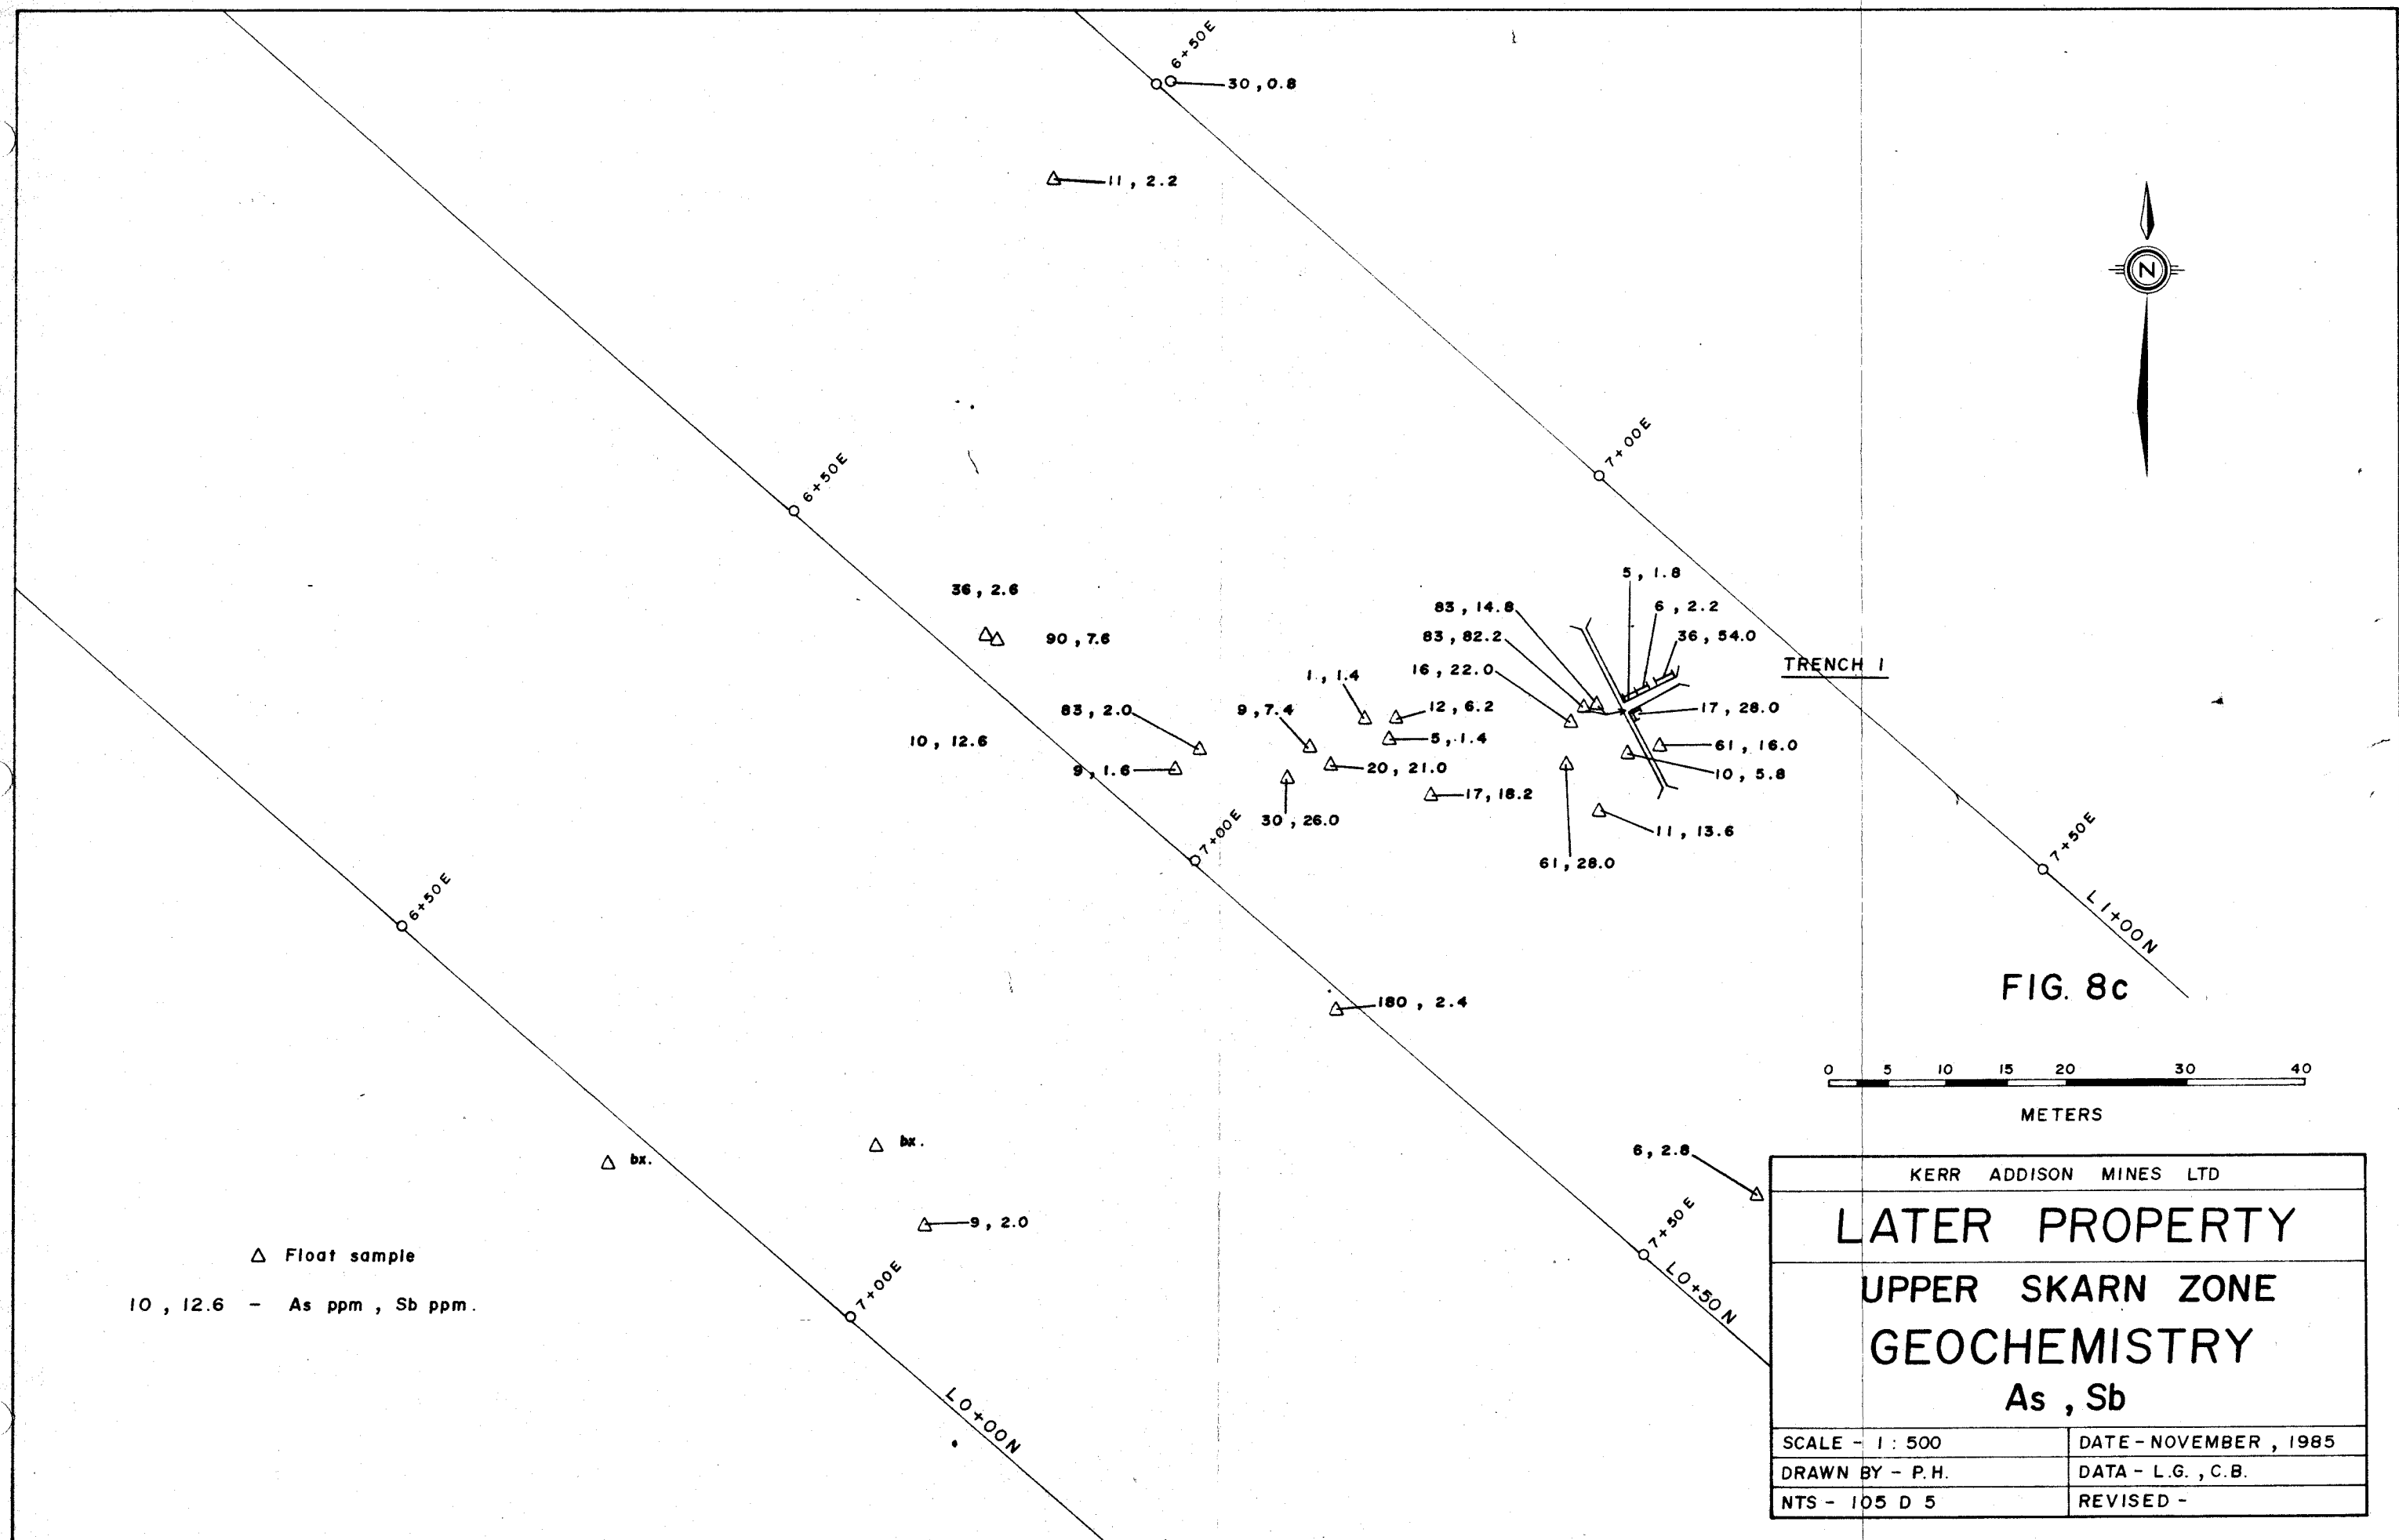 6+50E
30 , 0.8
11 , 2.2
N
7+00E
6+50E
5 , 1.8
36 , 2.6
83 , 14.8
6 , 2.2
90 , 7.6
83 , 82.2
36 , 54.0
16 , 22.0
TRENCH 1
1 , 1.4
83 , 2.0
9 , 7.4
12 , 6.2
17 , 28.0
10 , 12.6
5 , 1.4
61 , 16.0
9 , 1.6
20 , 21.0
10 , 5.8
17 , 18.2
30 , 26.0
11 , 13.6
7+00E
61 , 28.0
7+50E
6+50E
L 1+00 N
FIG. 8c
180 , 2.4
0 5 10 15 20 30 40
METERS
bx.
bx.
6 , 2.8
9 , 2.0
7+50 E
L0+50 N
7+00E
L0+00N
△ Float sample
10 , 12.6 - As ppm , Sb ppm.
KERR ADDISON MINES LTD
LATER PROPERTY
UPPER SKARN ZONE
GEOCHEMISTRY
As , Sb
SCALE - 1 : 500
DATE - NOVEMBER , 1985
DRAWN BY - P.H.
DATA - L.G. , C.B.
NTS - 105 D 5
REVISED -